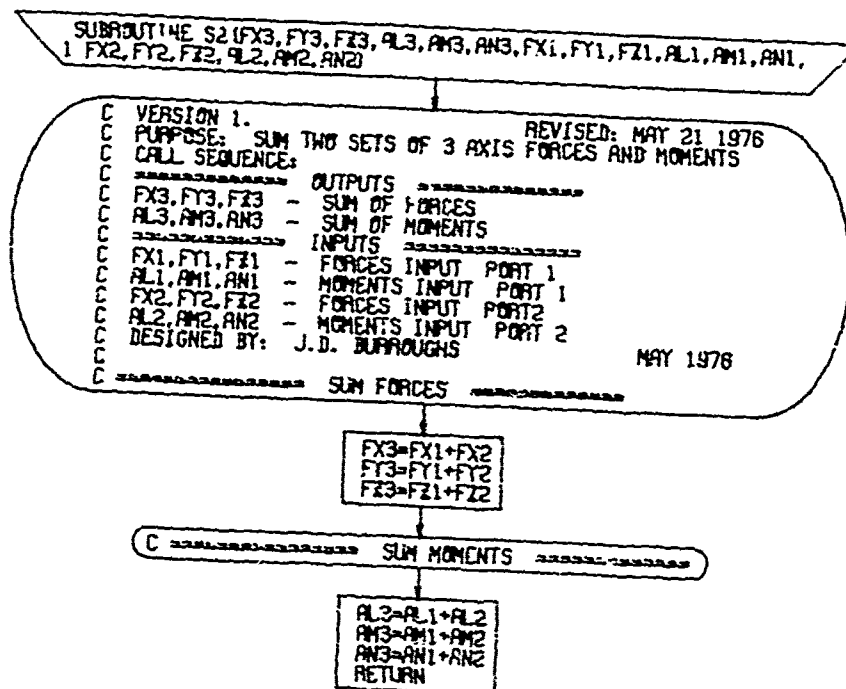 SUBROUTINE S2(FX3,FY3,FZ3,AL3,AM3,AN3,FX1,FY1,FZ1,AL1,AM1,AN1,
1 FX2,FY2,FZ2,AL2,AM2,AN2)
C VERSION 1. REVISED: MAY 21 1976
C PURPOSE: SUM TWO SETS OF 3 AXIS FORCES AND MOMENTS
C CALL SEQUENCE:
C ============== OUTPUTS ===============
C FX3,FY3,FZ3 - SUM OF FORCES
C AL3,AM3,AN3 - SUM OF MOMENTS
C ============== INPUTS ================
C FX1,FY1,FZ1 - FORCES INPUT PORT 1
C AL1,AM1,AN1 - MOMENTS INPUT PORT 1
C FX2,FY2,FZ2 - FORCES INPUT PORT2
C AL2,AM2,AN2 - MOMENTS INPUT PORT 2
C DESIGNED BY: J.D. BURROUGHS MAY 1976
C
C ================= SUM FORCES ==============
FX3=FX1+FX2
FY3=FY1+FY2
FZ3=FZ1+FZ2
C ================= SUM MOMENTS ==============
AL3=AL1+AL2
AM3=AM1+AM2
AN3=AN1+AN2
RETURN